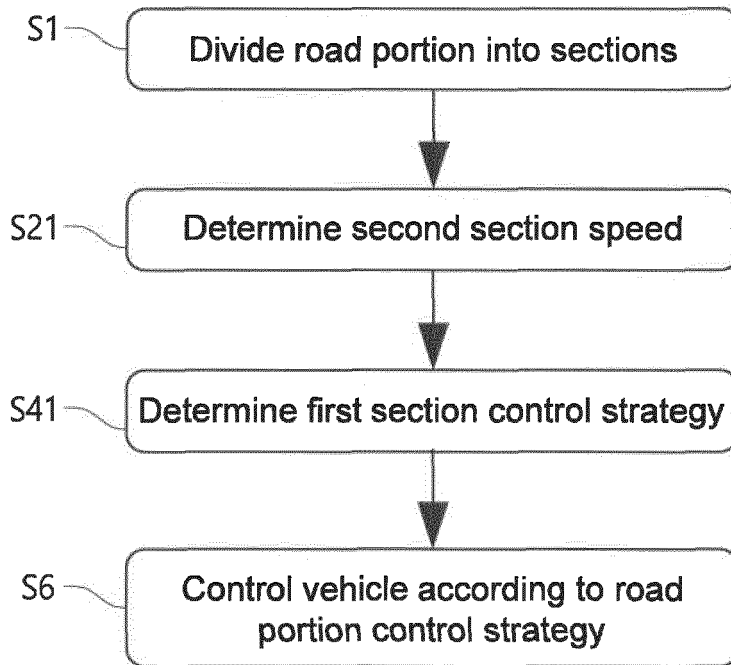 S1
Divide road portion into sections
S21
Determine second section speed
S41
Determine first section control strategy
S6
Control vehicle according to road
portion control strategy